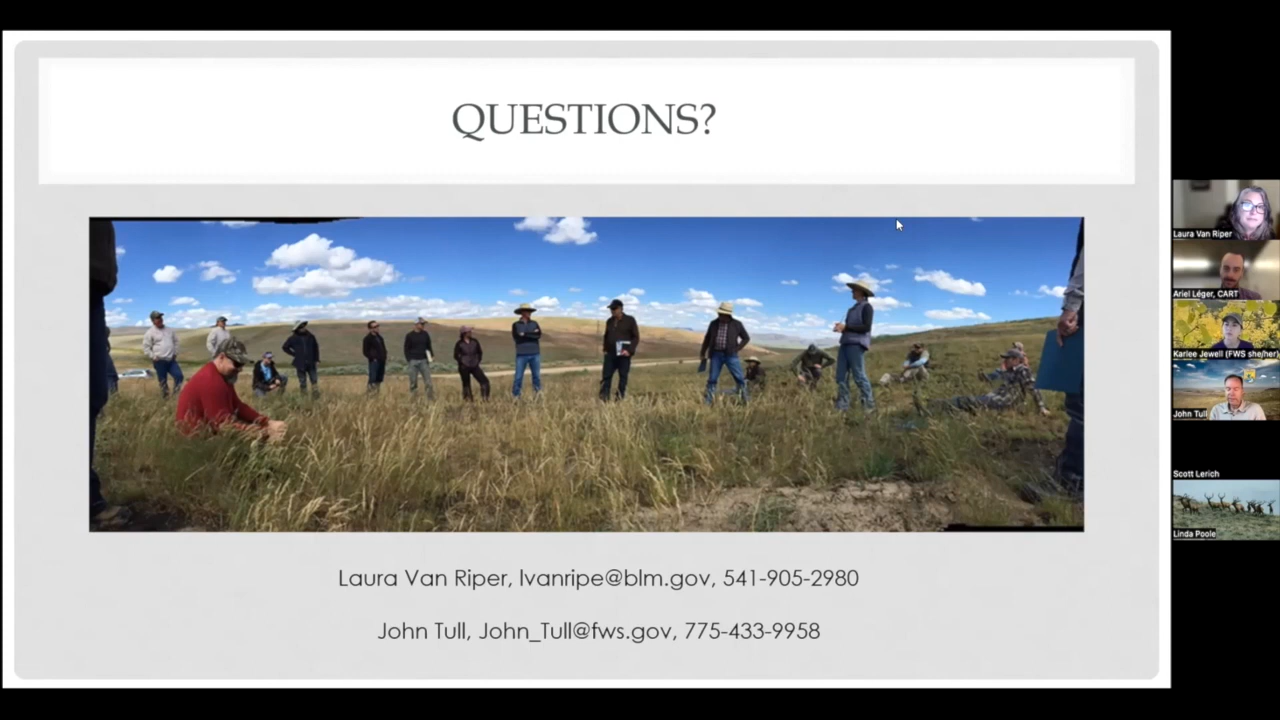 QUESTIONS?
Laura Van Riper, lvanripe@blm.gov, 541-905-2980
John Tull, John_Tull@fws.gov, 775-433-9958
Laura Van Riper
Ariel Léger, CART
Karlee Jewell (FWS she/her)
John Tull
Scott Lerich
Linda Poole